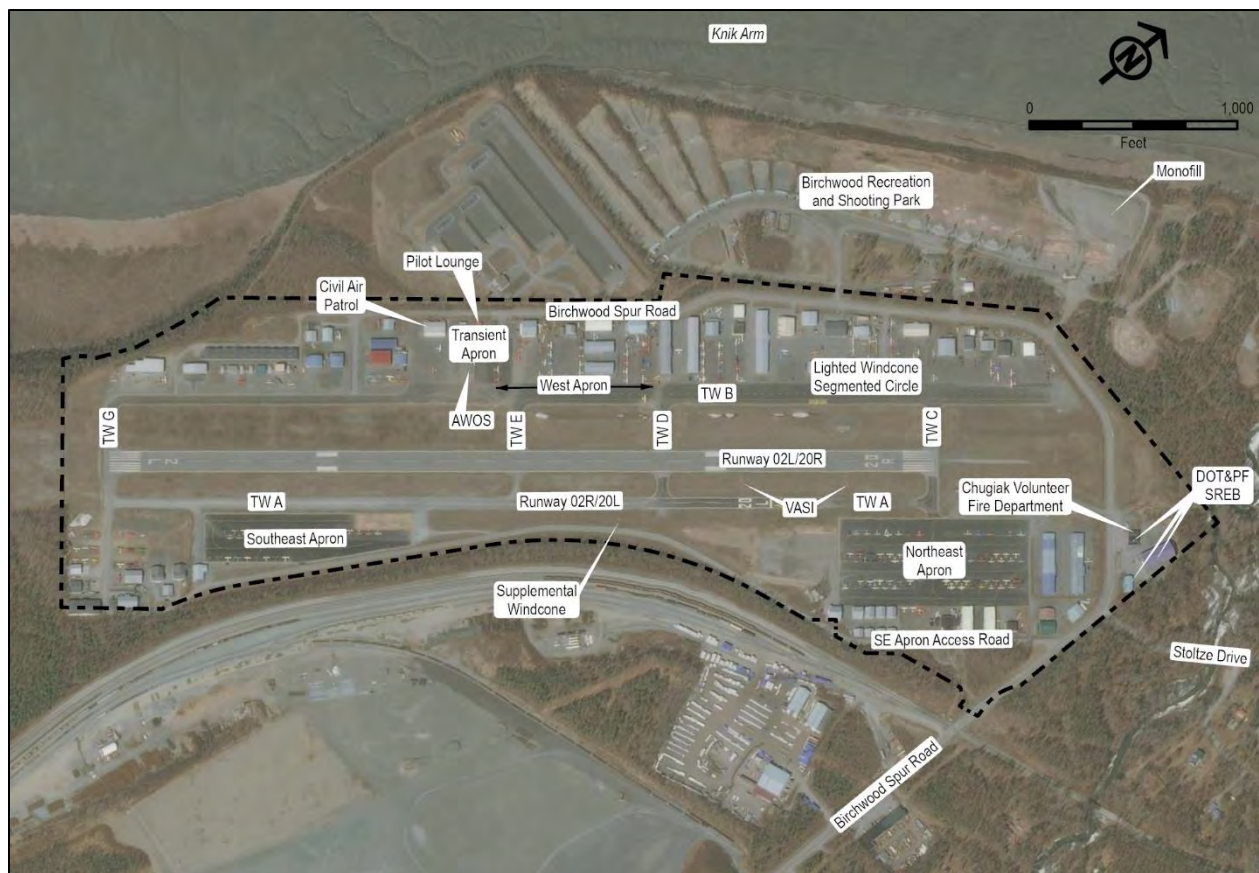 Knik Arm
N
0
1,000
Feet
Monofill
Birchwood Recreation
and Shooting Park
Pilot Lounge
Civil Air
Patrol
Birchwood Spur Road
Transient
Apron
Lighted Windcone
Segmented Circle
West Apron
TW B
AWOS
TW G
TW E
TW D
TW C
Runway 02L/20R
DOT&PF
SREB
Chugiak Volunteer
Fire Department
TW A
Runway 02R/20L
VASI
TW A
Southeast Apron
Northeast
Apron
Supplemental
Windcone
SE Apron Access Road
Stoltze Drive
Birchwood Spur Road